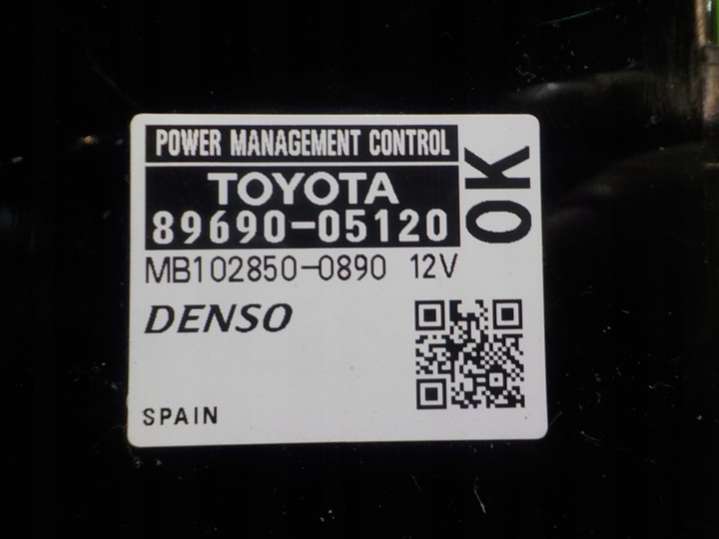 POWER MANAGEMENT CONTROL
TOYOTA
89690-05120
OK
MB102850-0890 12V
DENSO
SPAIN